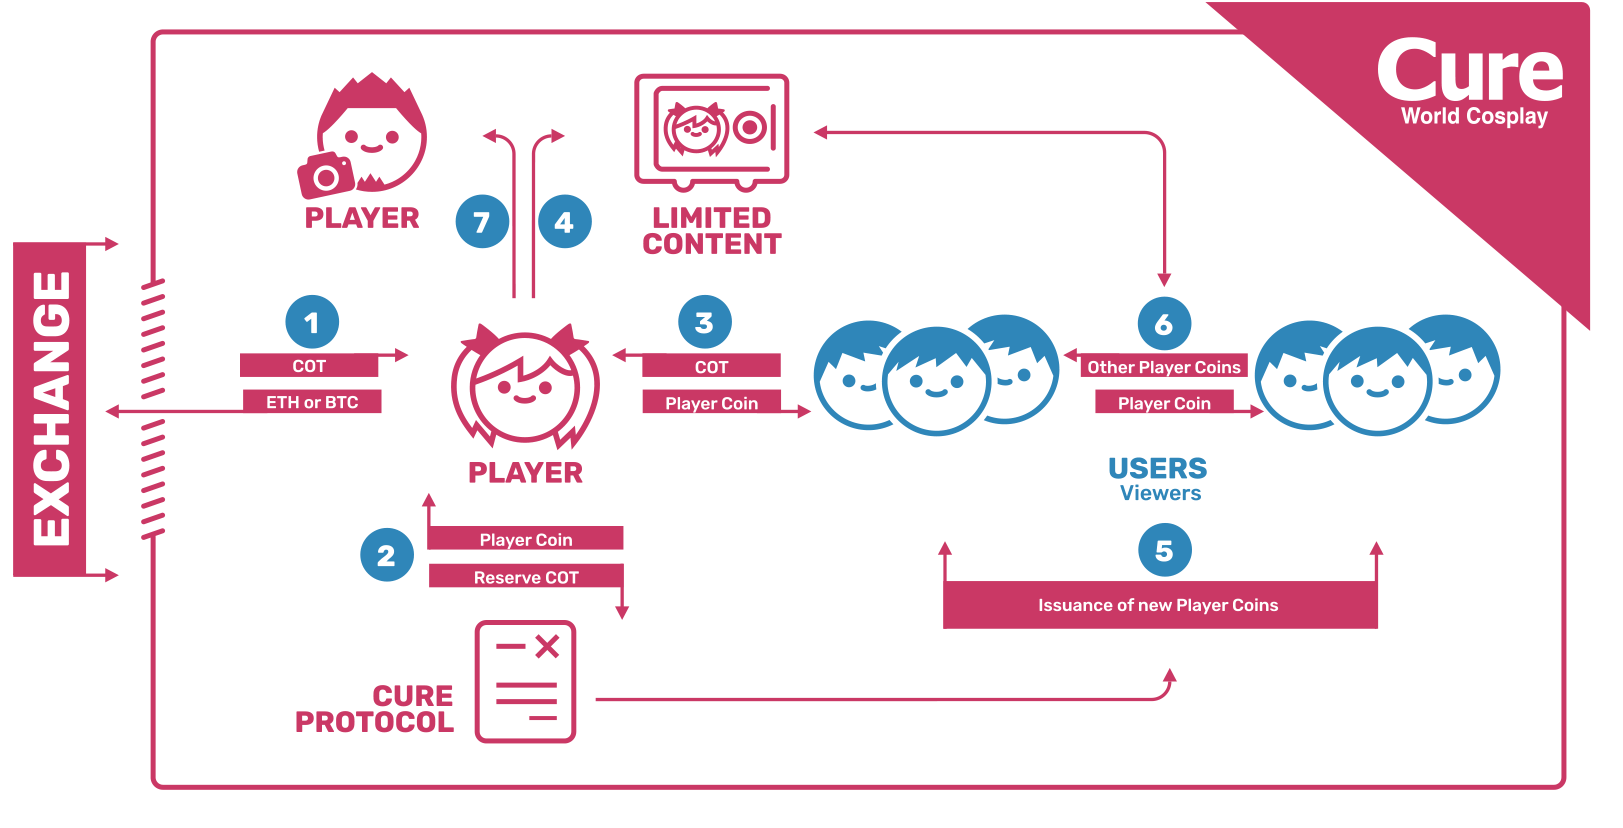 Cure
World Cosplay
PLAYER
7
4
LIMITED
CONTENT
EXCHANGE
1
COT
ETH or BTC
3
COT
Player Coin
6
Other Player Coins
Player Coin
PLAYER
USERS
Viewers
2
Player Coin
Reserve COT
5
Issuance of new Player Coins
CURE
PROTOCOL